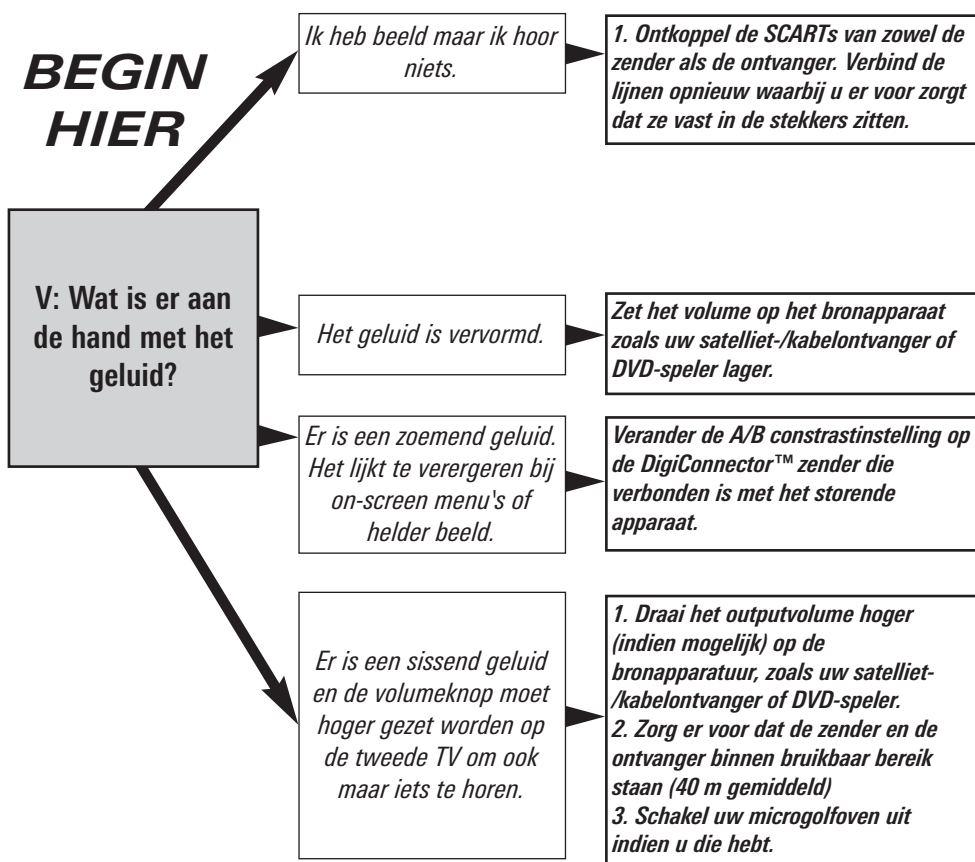 BEGIN
HIER
Ik heb beeld maar ik hoor
niets.
1. Ontkoppel de SCARTs van zowel de
zender als de ontvanger. Verbind de
lijnen opnieuw waarbij u er voor zorgt
dat ze vast in de stekkers zitten.
V: Wat is er aan
de hand met het
geluid?
Het geluid is vervormd.
Zet het volume op het bronapparaat
zoals uw satelliet-/kabelontvanger of
DVD-speler lager.
Er is een zoemend geluid.
Het lijkt te verergeren bij
on-screen menu's of
helder beeld.
Verander de A/B constrastinstelling op
de DigiConnector™ zender die
verbonden is met het storende
apparaat.
Er is een sissend geluid
en de volumeknop moet
hoger gezet worden op
de tweede TV om ook
maar iets te horen.
1. Draai het outputvolume hoger
(indien mogelijk) op de
bronapparatuur, zoals uw satelliet-
/kabelontvanger of DVD-speler.
2. Zorg er voor dat de zender en de
ontvanger binnen bruikbaar bereik
staan (40 m gemiddeld)
3. Schakel uw microgolfoven uit
indien u die hebt.